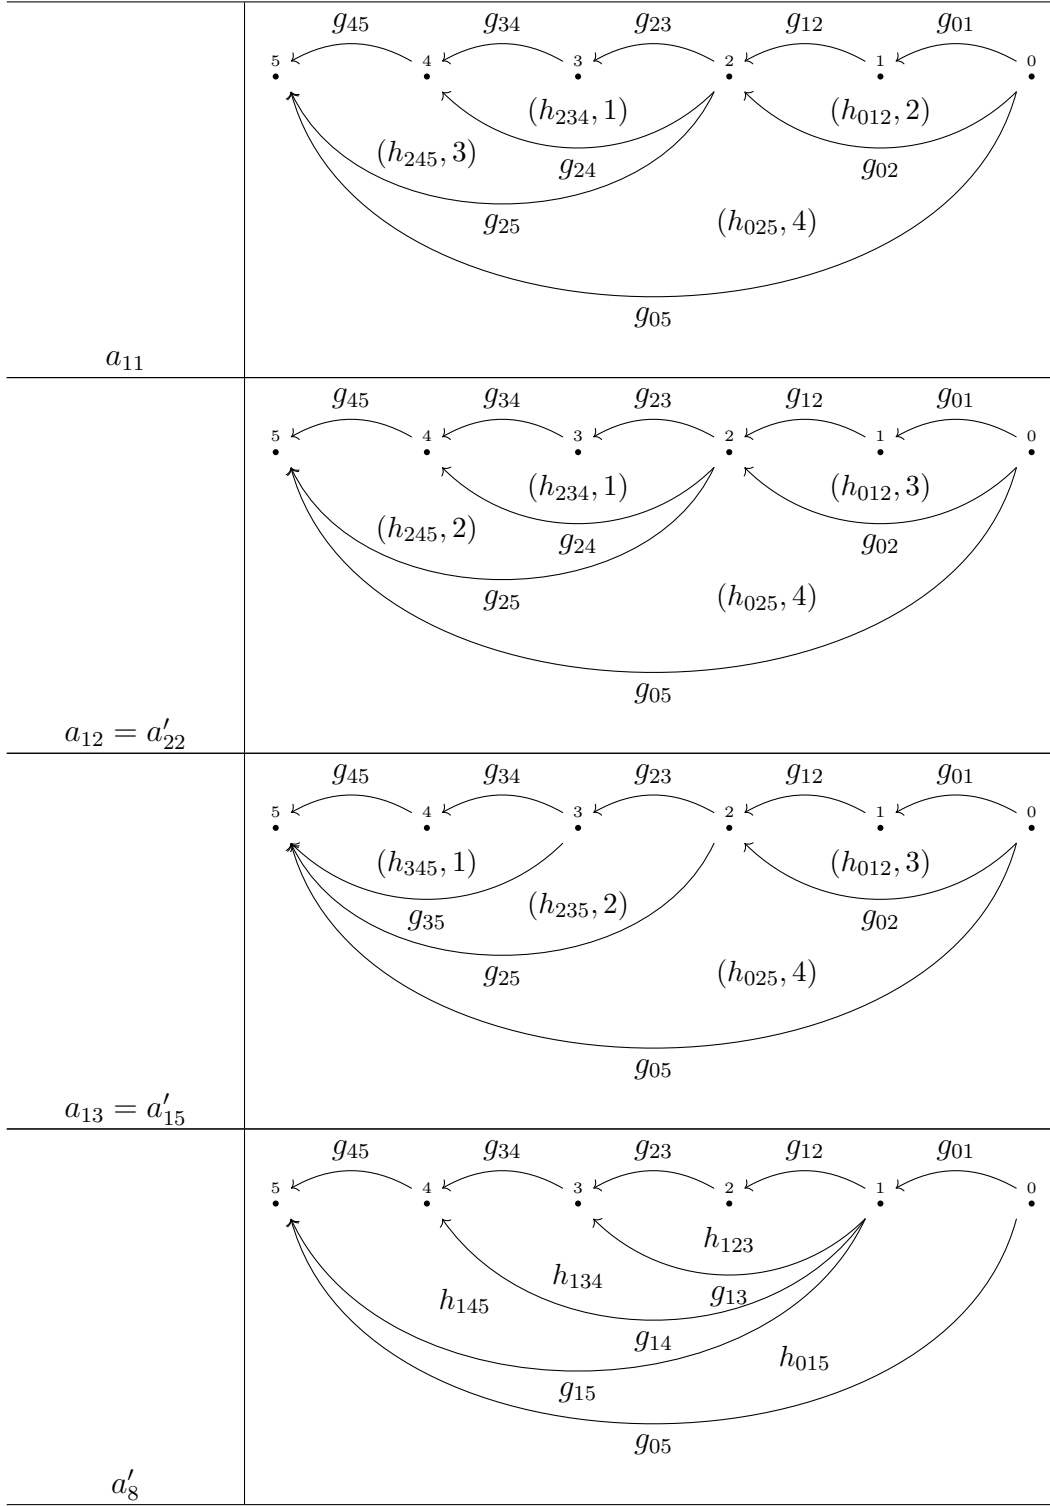 g45 g34 g23 g12 g01
5 4 3 2 1 0
(h234, 1) (h012, 2)
(h245, 3) g24 g02
g25 (h025, 4)
g05
a11
g45 g34 g23 g12 g01
5 4 3 2 1 0
(h234, 1) (h012, 3)
(h245, 2) g24 g02
g25 (h025, 4)
g05
a12 = a′22
g45 g34 g23 g12 g01
5 4 3 2 1 0
(h345, 1) (h012, 3)
g35 (h235, 2) g02
g25 (h025, 4)
g05
a13 = a′15
g45 g34 g23 g12 g01
5 4 3 2 1 0
h123
h134 g13
h145
g14 h015
g15
g05
a′8